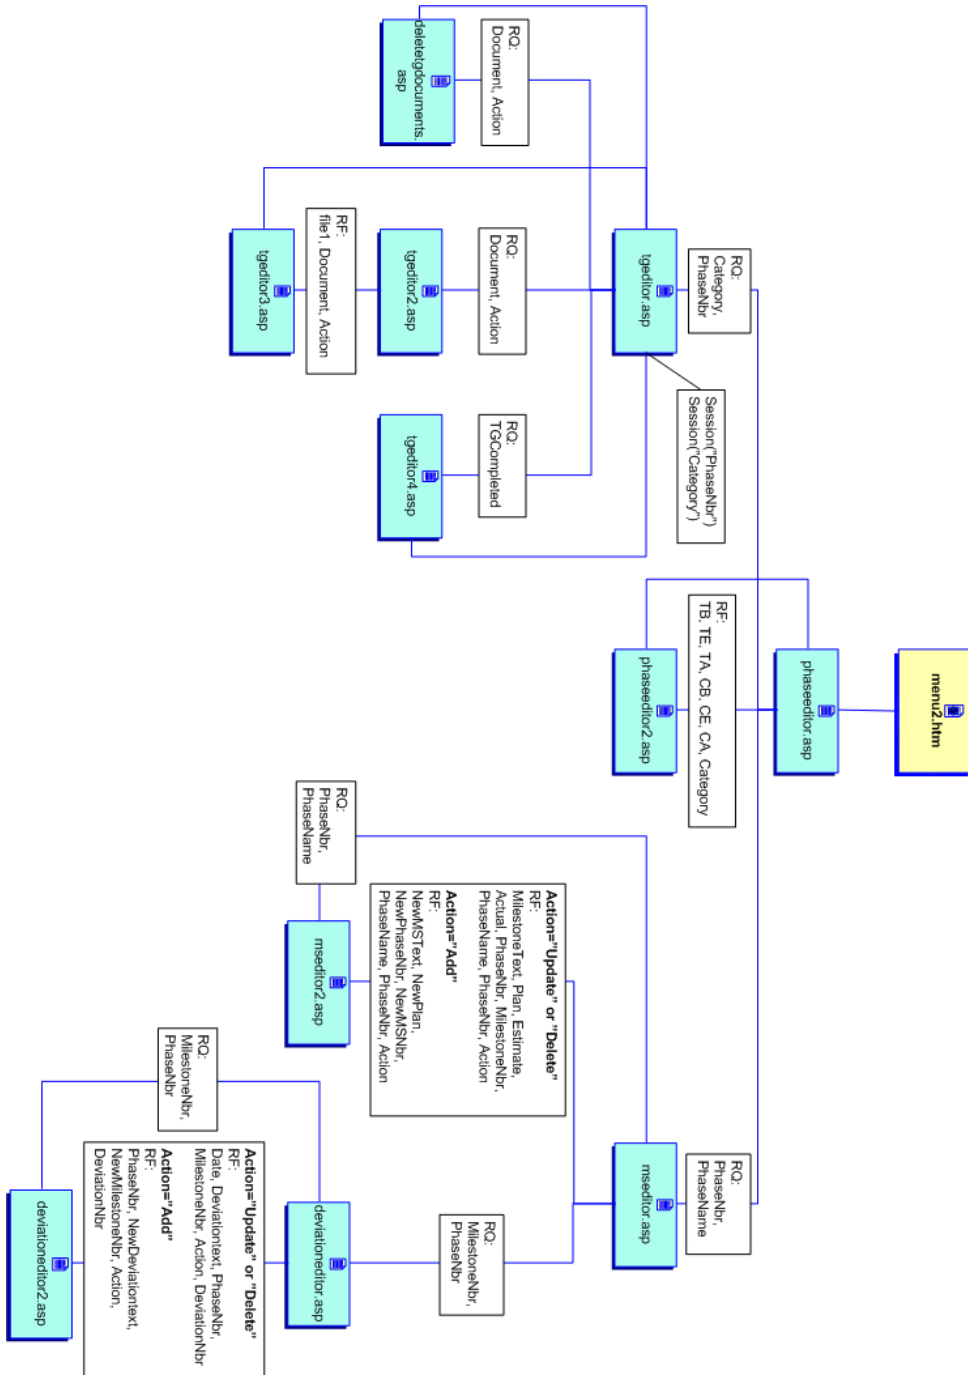 menu2.htm
phaseeditor.asp
RF:
TB, TE, TA, CB, CE, CA, Category
phaseeditor2.asp
RQ:
Category,
PhaseNbr
tgeditor.asp
Session("PhaseNbr")
Session("Category")
RQ:
Document, Action
deletetgdocuments.
asp
RQ:
Document, Action
tgeditor2.asp
RF:
file1, Document, Action
tgeditor3.asp
RQ:
TGCompleted
tgeditor4.asp
RQ:
PhaseNbr,
PhaseName
mseditor.asp
Action="Update" or "Delete"
RF:
MilestoneText, Plan, Estimate,
Actual, PhaseNbr, MilestoneNbr,
PhaseName, PhaseNbr, Action
Action="Add"
RF:
NewMSText, NewPlan,
NewPhaseNbr, NewMSNbr,
PhaseName, PhaseNbr, Action
RQ:
PhaseNbr,
PhaseName
mseditor2.asp
RQ:
MilestoneNbr,
PhaseNbr
deviationeditor.asp
RQ:
MilestoneNbr,
PhaseNbr
Action="Update" or "Delete"
RF:
Date, Deviationtext, PhaseNbr,
MilestoneNbr, Action, DeviationNbr
Action="Add"
RF:
PhaseNbr, NewDeviationtext,
NewMilestoneNbr, Action,
DeviationNbr
deviationeditor2.asp